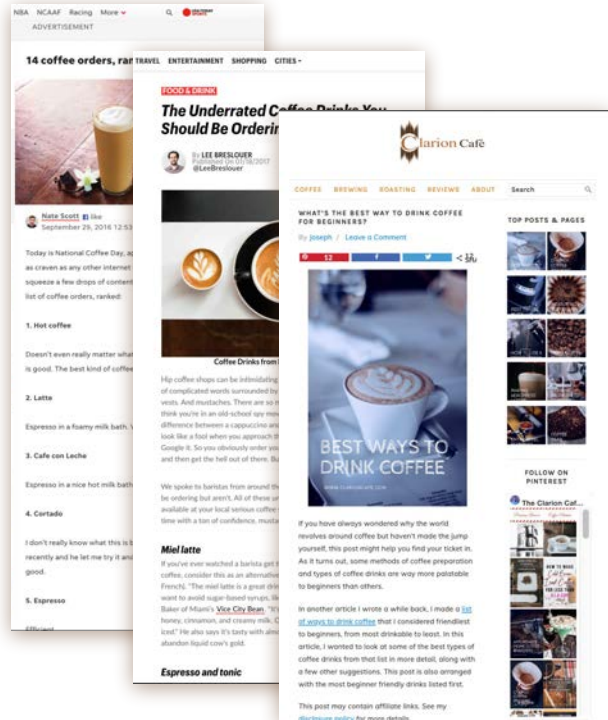 NBA NCAAF Racing More
ADVERTISEMENT
14 coffee orders, ran
Nate Scott like
September 29, 2016 12:53
Today is National Coffee Day, a
as craven as any other internet
squeeze a few drops of content
list of coffee orders, ranked:
1. Hot coffee
Doesn't even really matter what
is good. The best kind of coffee
2. Latte
Espresso in a foamy milk bath.
3. Cafe con Leche
Espresso in a nice hot milk bath
4. Cortado
I don't really know what this is b
recently and he let me try it and
good.
5. Espresso
Efficient
TRAVEL ENTERTAINMENT SHOPPING CITIES
FOOD & DRINK
The Underrated Coffee Drinks You
Should Be Orderin
By LEE BRESLOUER
Published On 01/18/2017
@LeeBreslouer
Coffee Drinks from
Hip coffee shops can be intimidating
of complicated words surrounded by
vests. And mustaches. There are so
think you're in an old-school spy mov
difference between a cappuccino an
look like a fool when you approach th
Google it. So you obviously order you
and then get the hell out of there. Bu
We spoke to baristas from around the
be ordering but aren't. All of these un
available at your local serious coffee
time with a ton of confidence, musta
Miel latte
If you've ever watched a barista get
coffee, consider this as an alternative
French). "The miel latte is a great drin
want to avoid sugar-based syrups, lik
Baker of Miami's Vice City Bean. "It's
honey, cinnamon, and creamy milk. C
iced." He also says it's tasty with almo
abandon liquid cow's gold.
Espresso and tonic
Clarion Café
COFFEE BREWING ROASTING REVIEWS ABOUT Search
WHAT'S THE BEST WAY TO DRINK COFFEE
FOR BEGINNERS?
By Joseph / Leave a Comment
12
BEST WAYS TO
DRINK COFFEE
WWW.CLARIONCAFE.COM
If you have always wondered why the world
revolves around coffee but haven't made the jump
yourself, this post might help you find your ticket in.
As it turns out, some methods of coffee preparation
and types of coffee drinks are way more palatable
to beginners than others.
In another article I wrote a while back, I made a list
of ways to drink coffee that I considered friendliest
to beginners, from most drinkable to least. In this
article, I wanted to look at some of the best types of
coffee drinks from that list in more detail, along with
a few other suggestions. This post is also arranged
with the most beginner friendly drinks listed first.
This post may contain affiliate links. See my
disclosure policy for more details.
TOP POSTS & PAGES
FOLLOW ON
PINTEREST
The Clarion Caf...